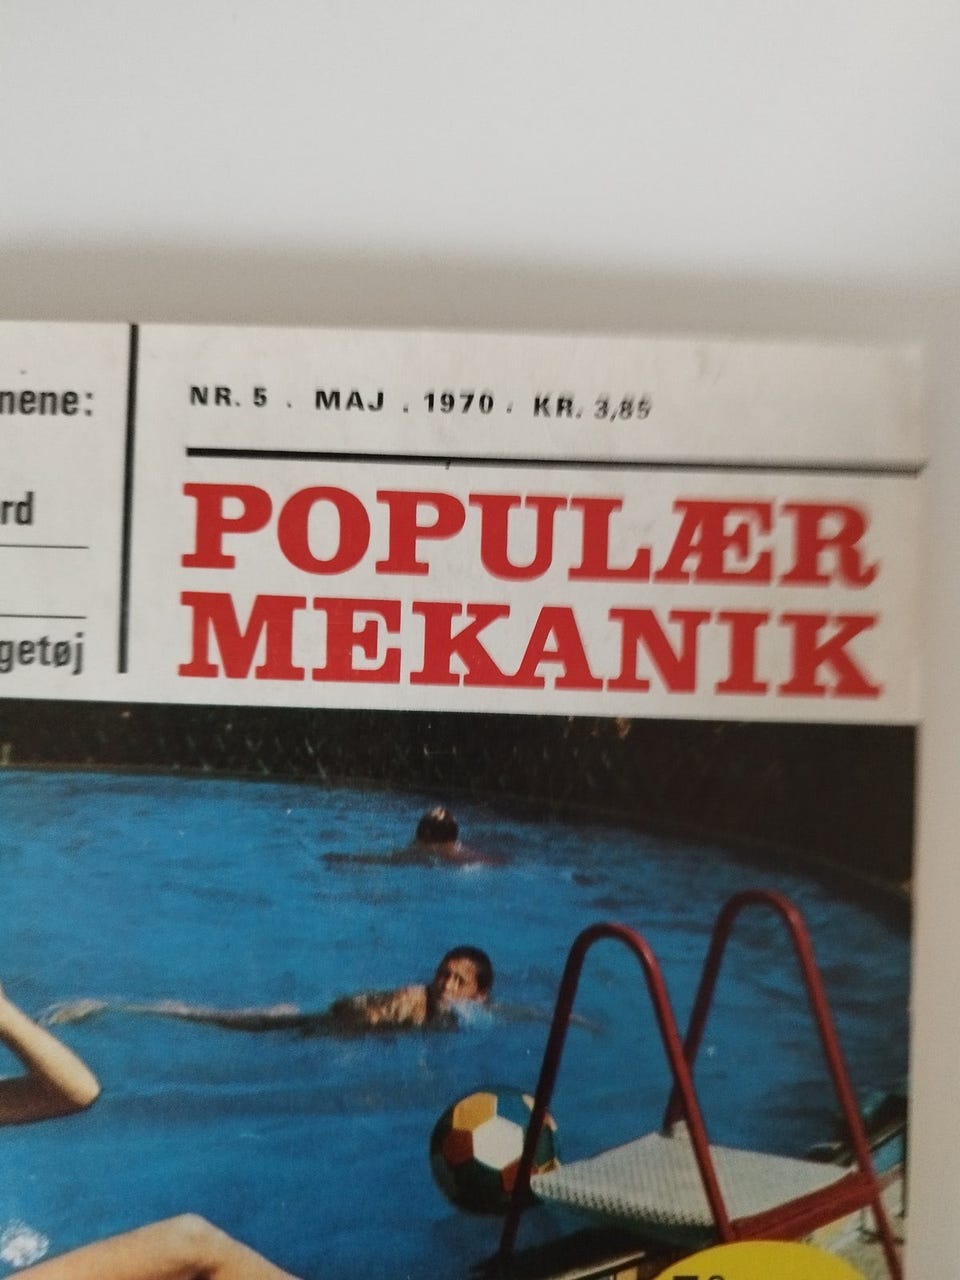 nene:
rd
getøj
NR. 5 . MAJ . 1970 . KR. 3,85
POPULÆR
MEKANIK